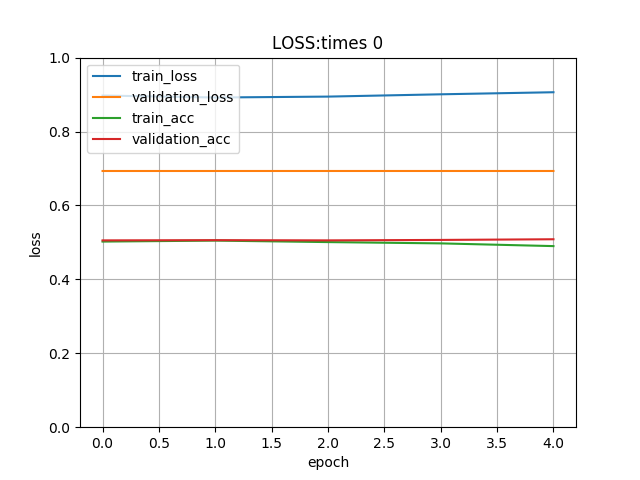 LOSS:times 0
1.0
0.8
0.6
0.4
0.2
0.0
loss
train_loss
validation_loss
train_acc
validation_acc
0.0 0.5 1.0 1.5 2.0 2.5 3.0 3.5 4.0
epoch